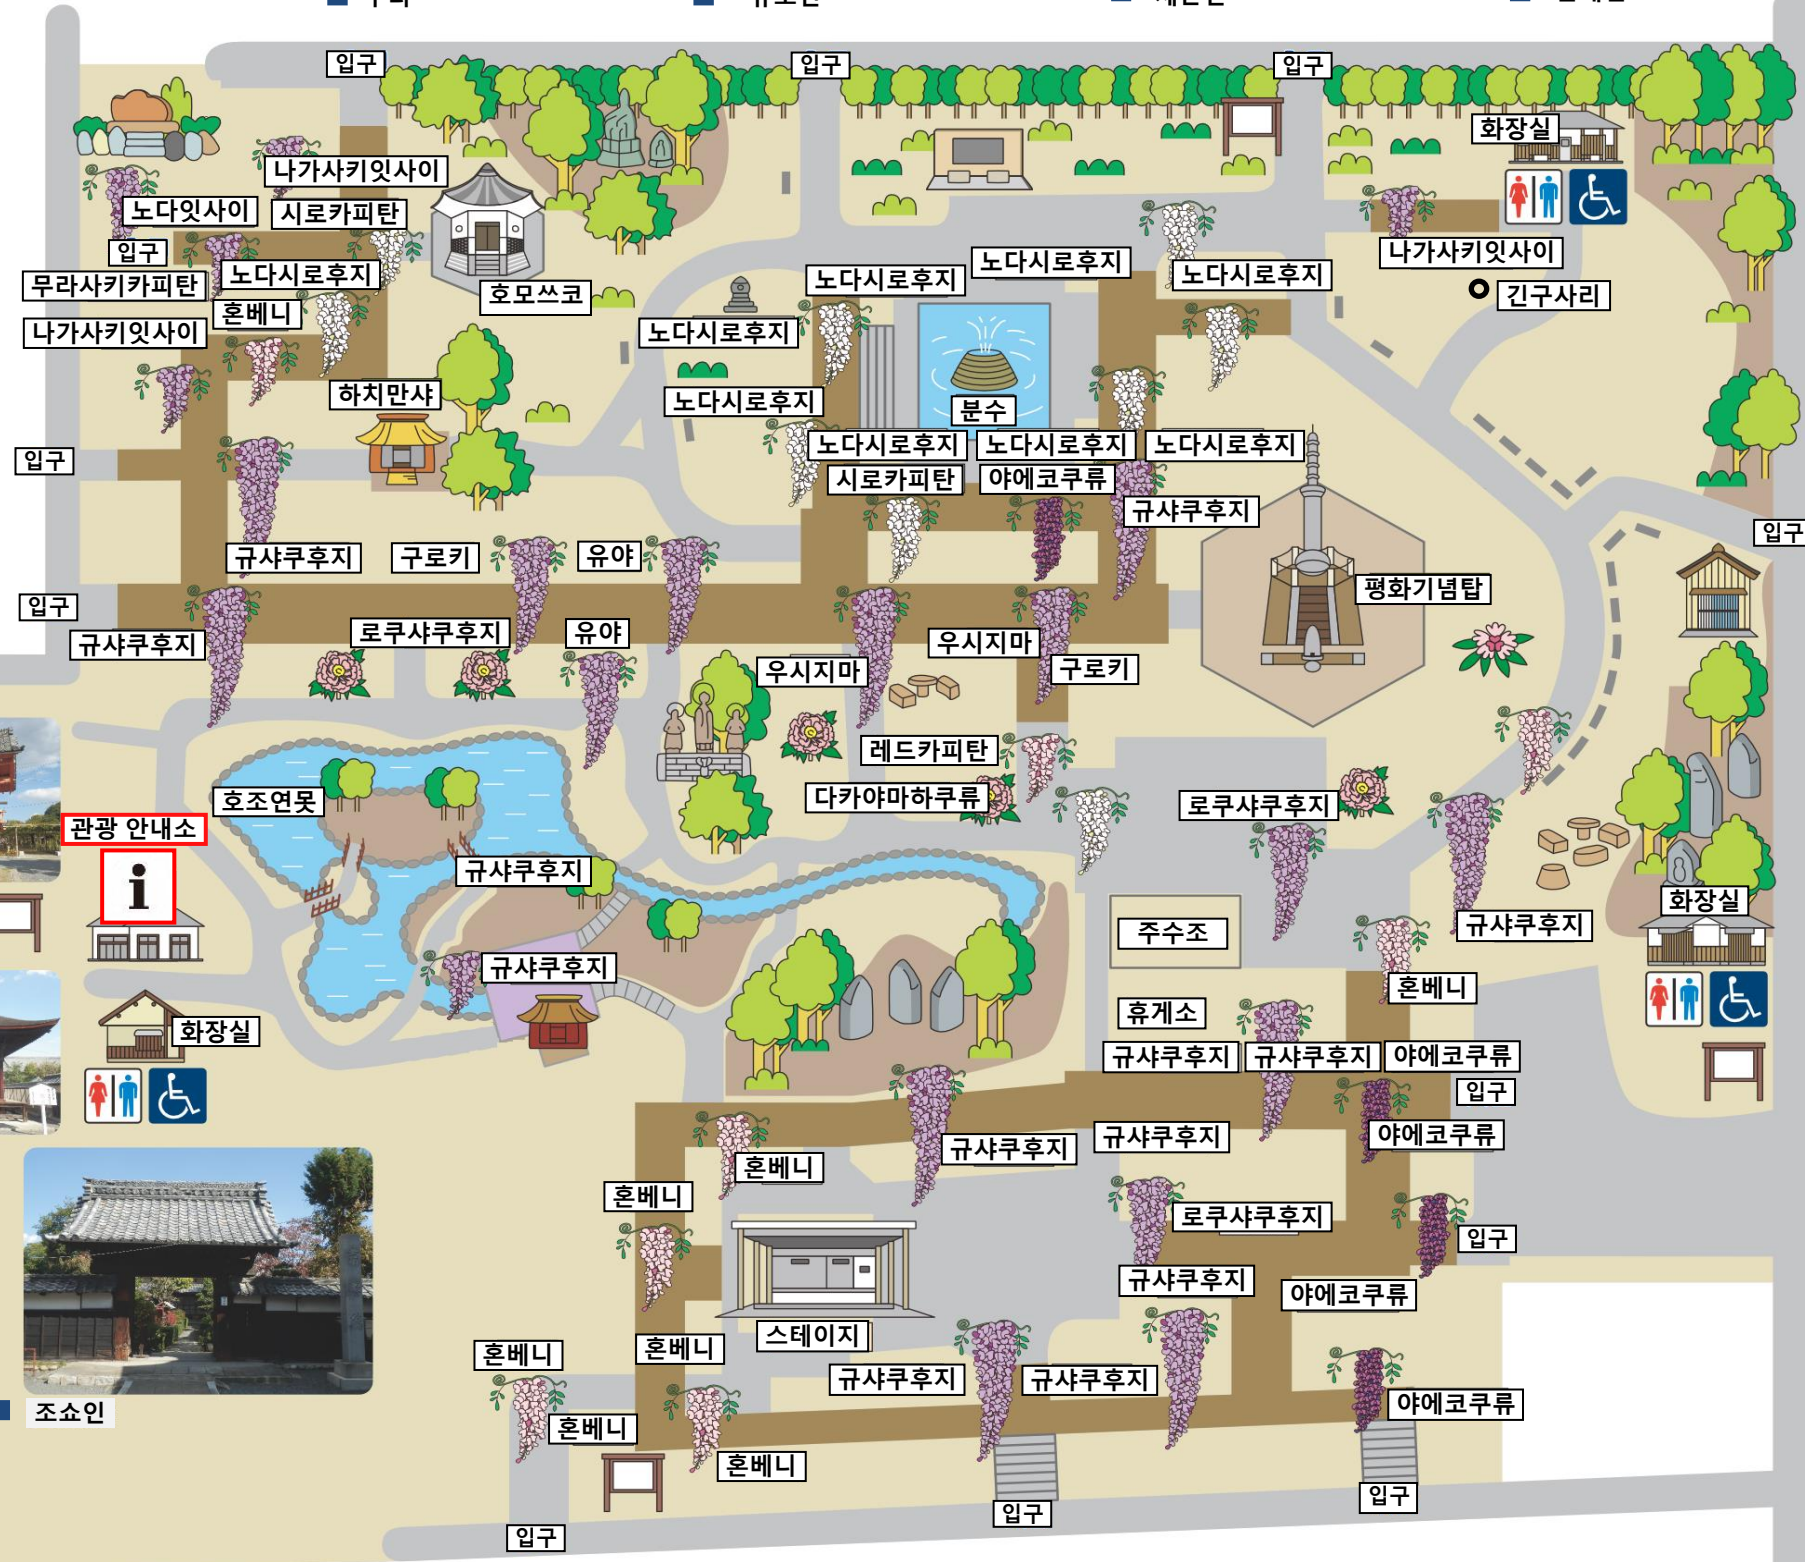 입구
입구
입구
화장실
나가사키잇사이
노다잇사이
시로카피탄
입구
나가사키잇사이
무라사키카피탄
노다시로후지
호모쓰코
노다시로후지
노다시로후지
노다시로후지
긴구사리
혼베니
나가사키잇사이
노다시로후지
하치만샤
노다시로후지
분수
노다시로후지
노다시로후지
노다시로후지
입구
시로카피탄
야에코쿠류
규샤쿠후지
입구
규샤쿠후지
구로키
유야
평화기념탑
입구
규샤쿠후지
로쿠샤쿠후지
유야
우시지마
우시지마
구로키
레드카피탄
호조연못
다카야마하쿠류
로쿠샤쿠후지
관광 안내소
i
규샤쿠후지
화장실
주수조
규샤쿠후지
규샤쿠후지
혼베니
화장실
휴게소
규샤쿠후지
규샤쿠후지
야에코쿠류
입구
규샤쿠후지
규샤쿠후지
야에코쿠류
혼베니
혼베니
로쿠샤쿠후지
입구
규샤쿠후지
야에코쿠류
스테이지
혼베니
혼베니
규샤쿠후지
규샤쿠후지
야에코쿠류
조쇼인
혼베니
혼베니
입구
입구
입구